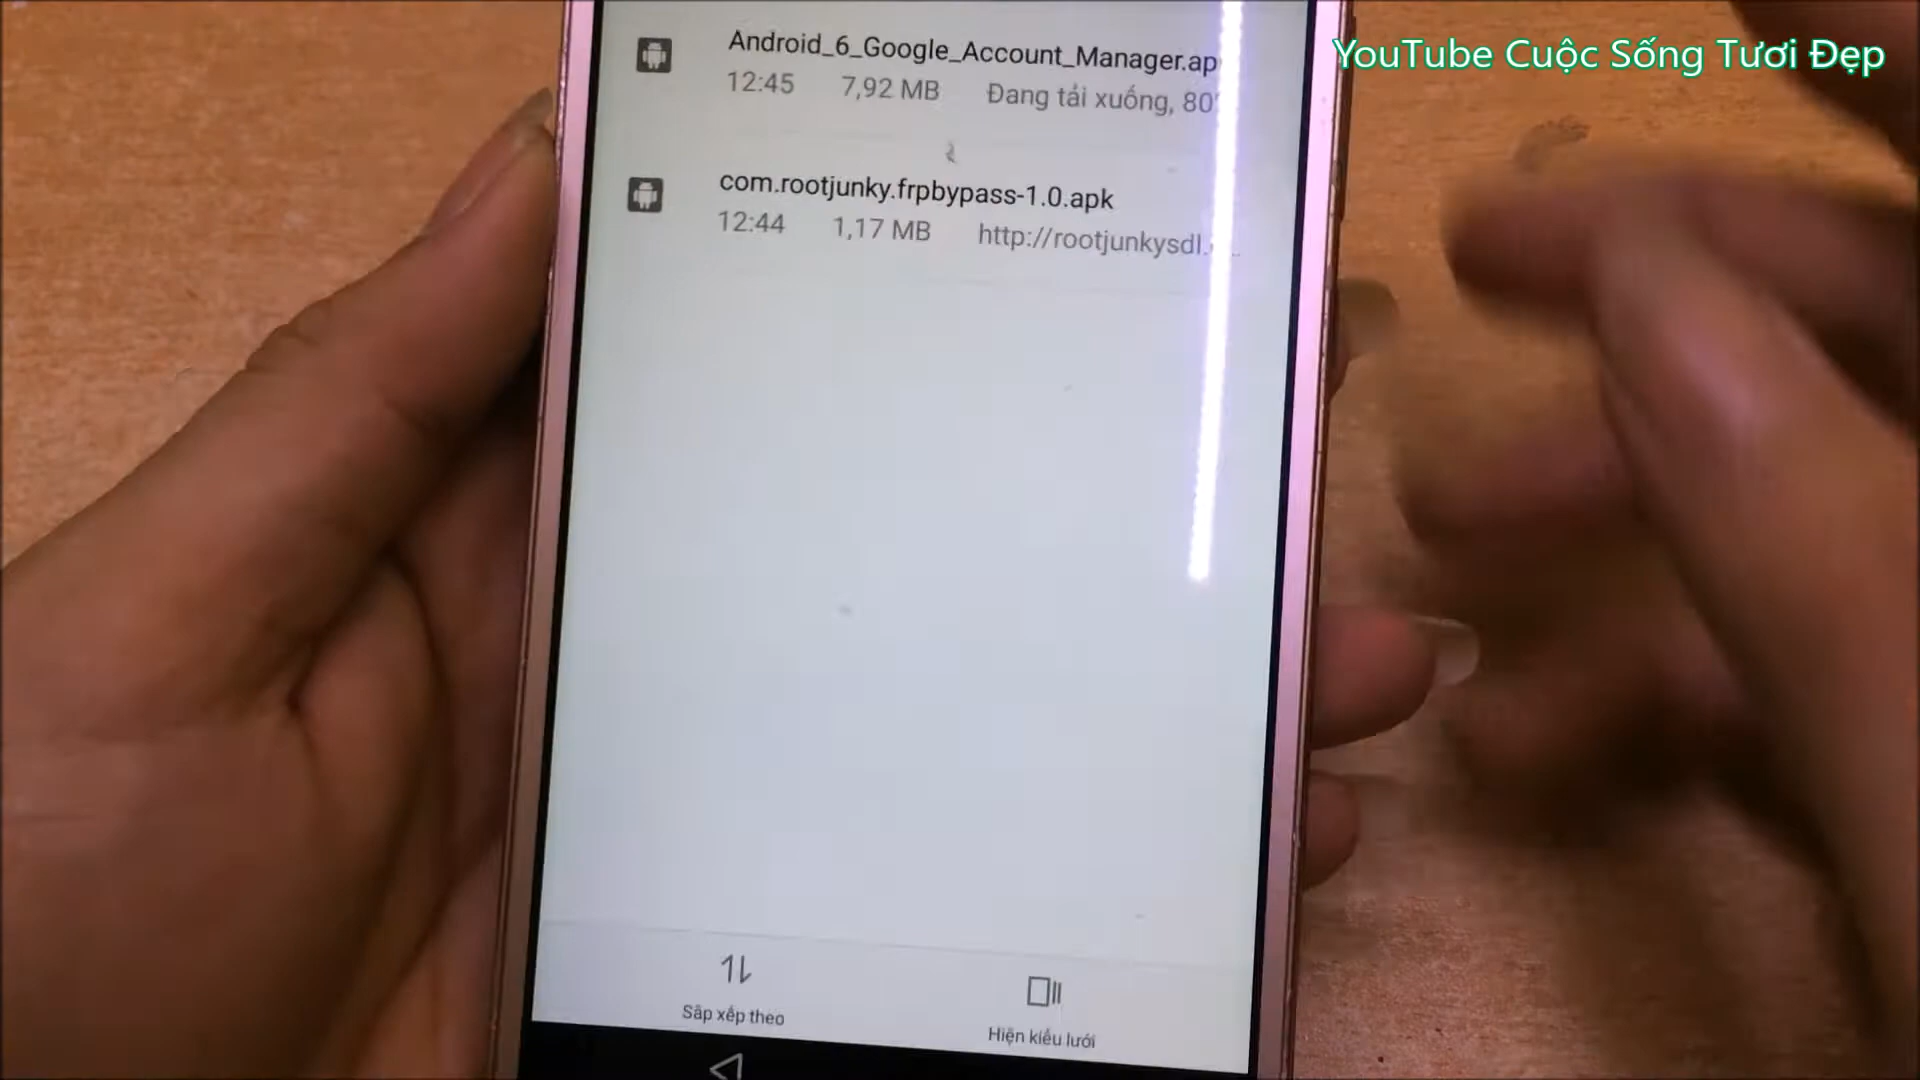 YouTube Cuộc Sống Tươi Đẹp
Android_6_Google_Account_Manager.ap
12:45 7,92 MB Đang tải xuống, 80
com.rootjunky.frpbypass-1.0.apk
12:44 1,17 MB http://rootjunkysdl.
Sắp xếp theo
Hiện kiểu lưới